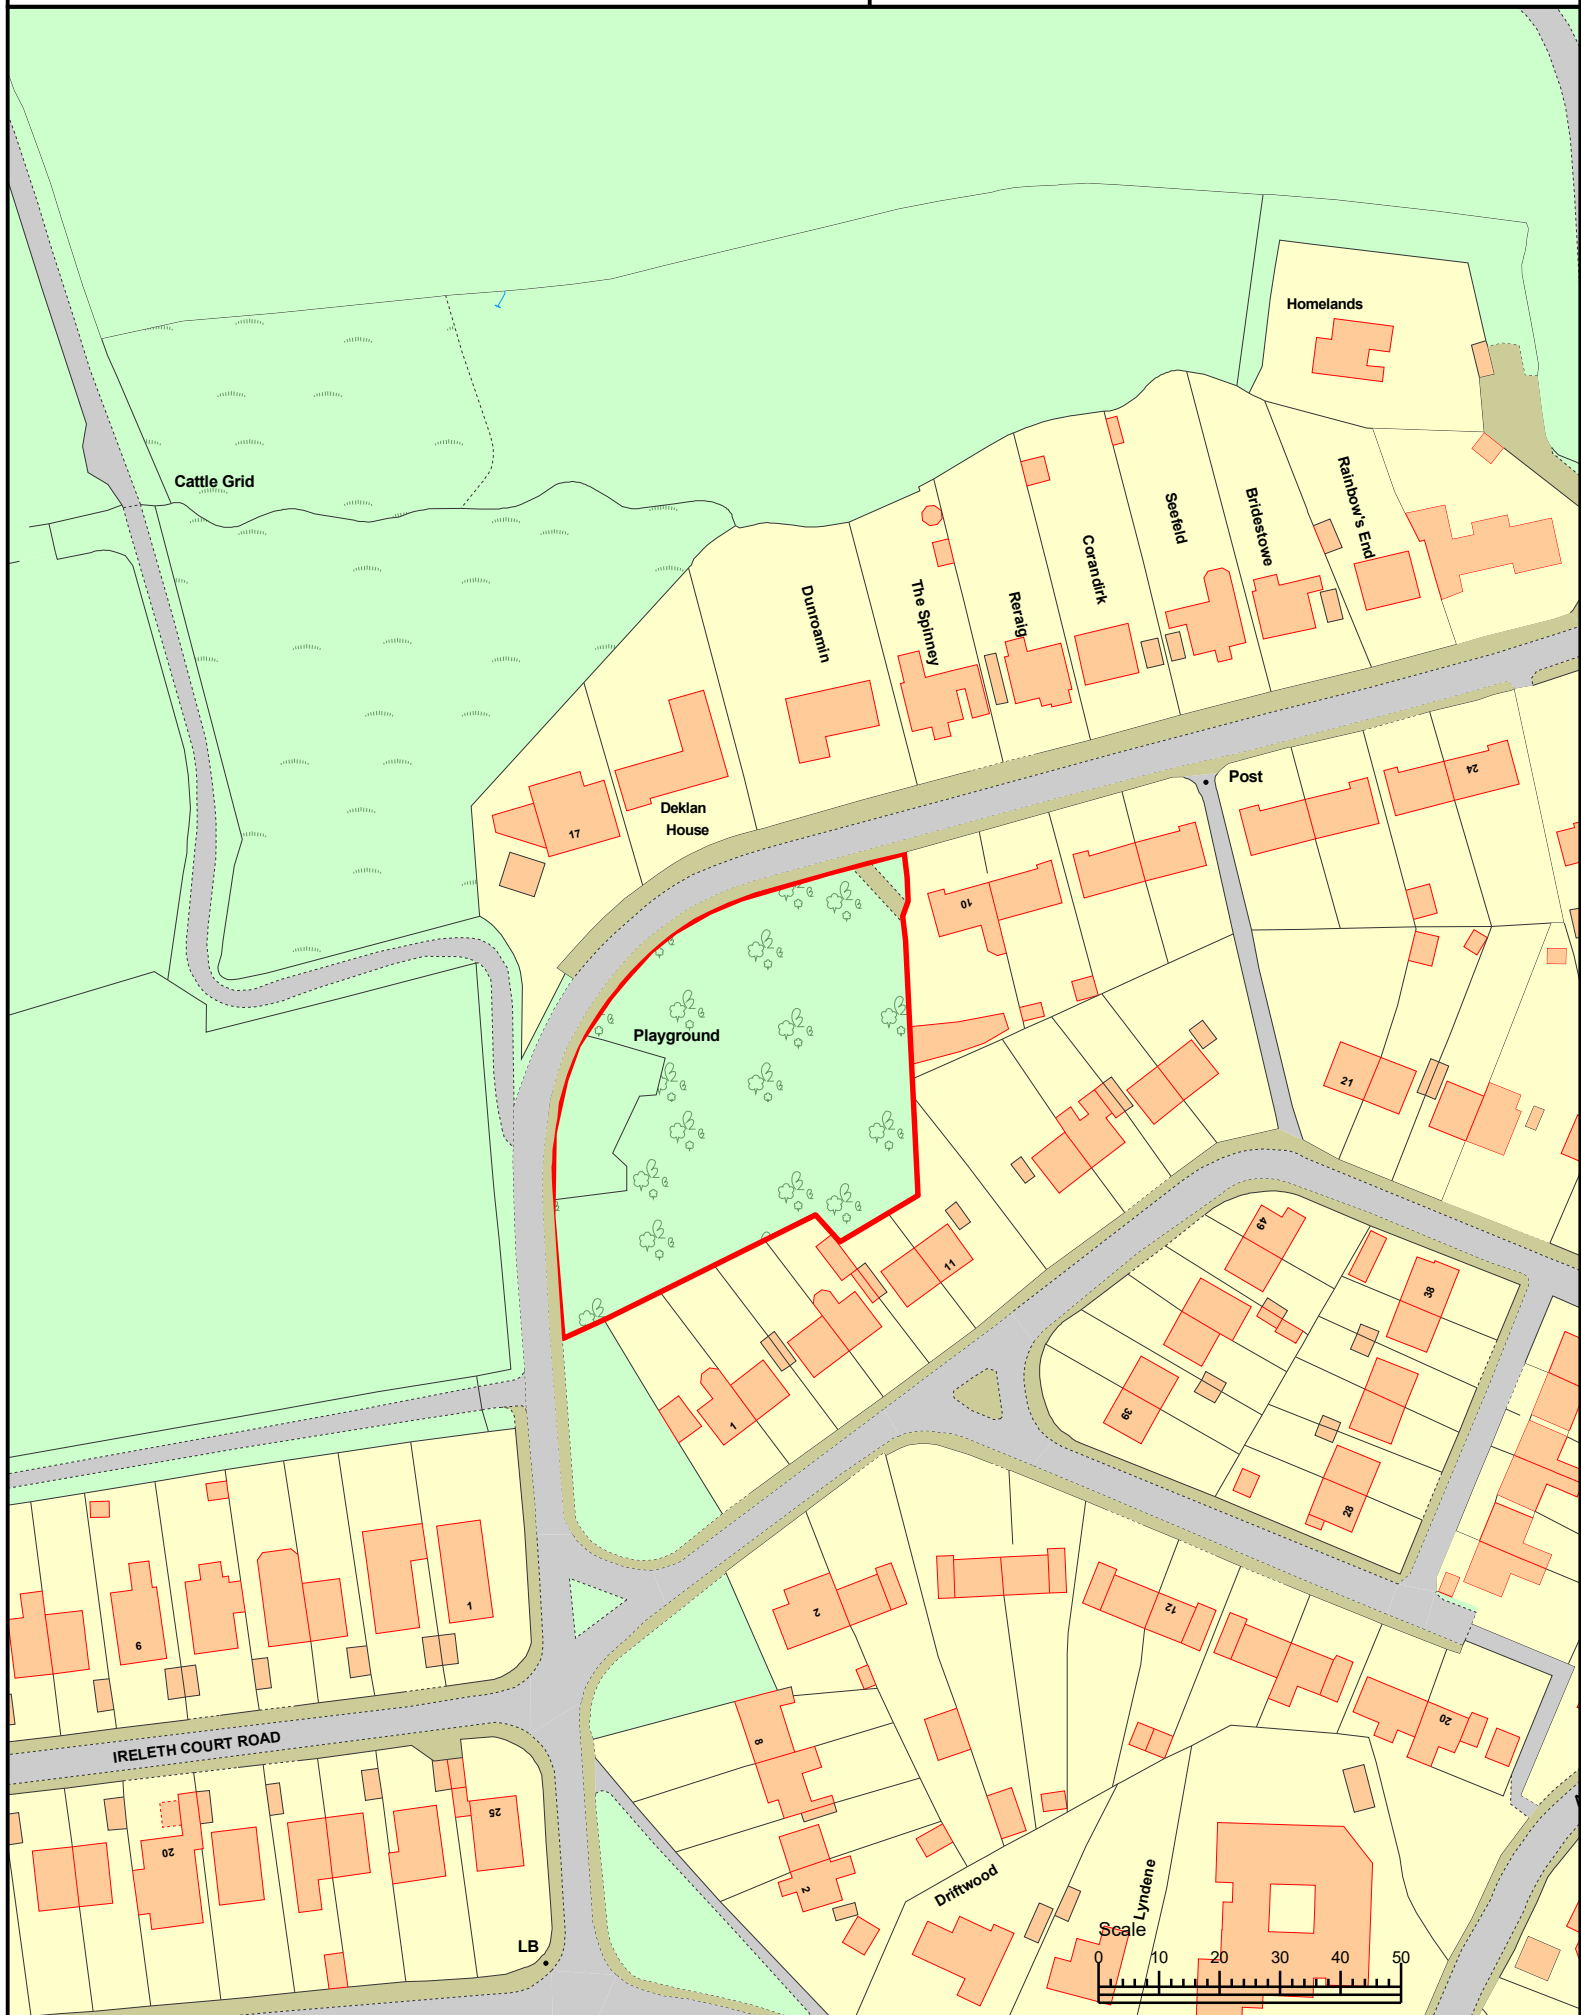 Homelands
Cattle Grid
Rainbow's End
Bridestowe
Seefeld
Corandirk
Reraig
The Spinney
Dunroamin
Post
24
Deklan
House
17
10
Playground
21
49
11
38
39
1
28
1
2
12
6
20
8
IRELETH COURT ROAD
25
20
2
Driftwood
Lyndene
LB
Scale
0 10 20 30 40 50